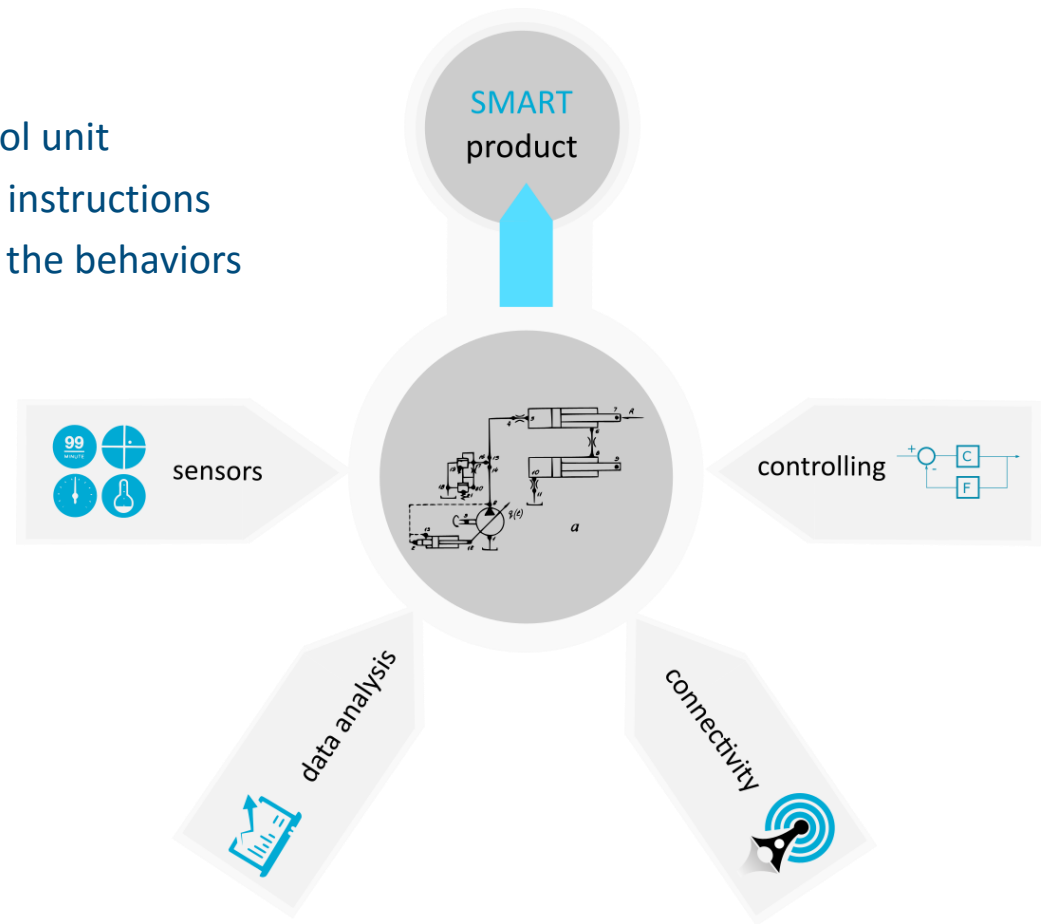 SMART
product
ol unit
instructions
the behaviors
99
MINUTE
sensors
controlling
+
-
C
F
q(t)
a
data analysis
connectivity